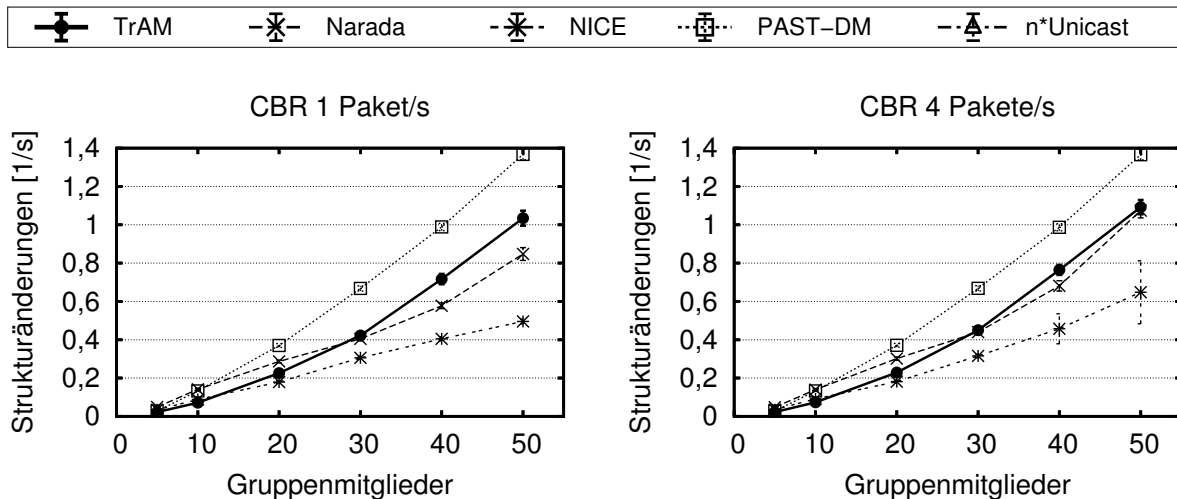 TrAM Narada NICE PAST−DM n*Unicast
CBR 1 Paket/s
Strukturänderungen [1/s]
1,4
1,2
1
0,8
0,6
0,4
0,2
0
0 10 20 30 40 50
Gruppenmitglieder
CBR 4 Pakete/s
Strukturänderungen [1/s]
1,4
1,2
1
0,8
0,6
0,4
0,2
0
0 10 20 30 40 50
Gruppenmitglieder